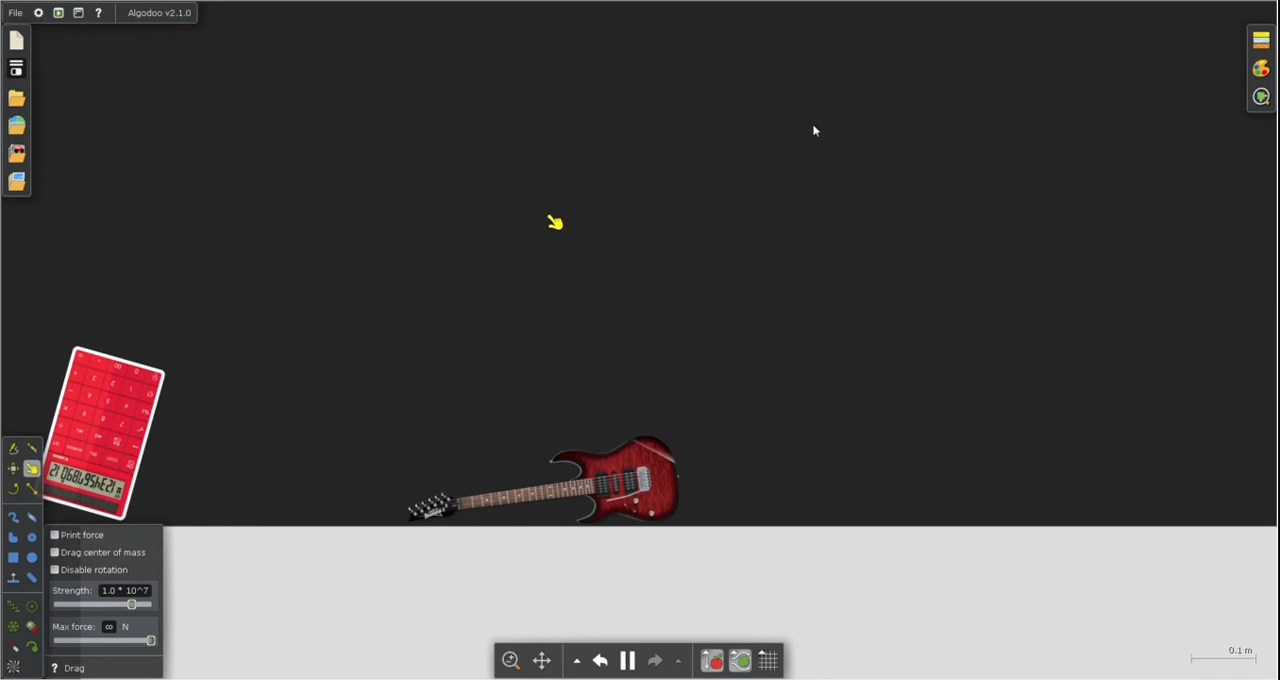 File ? Algodoo v2.1.0
Print force
Drag center of mass
Disable rotation
Strength: 1.0 * 10^7
Max force: ∞ N
? Drag
0.1 m